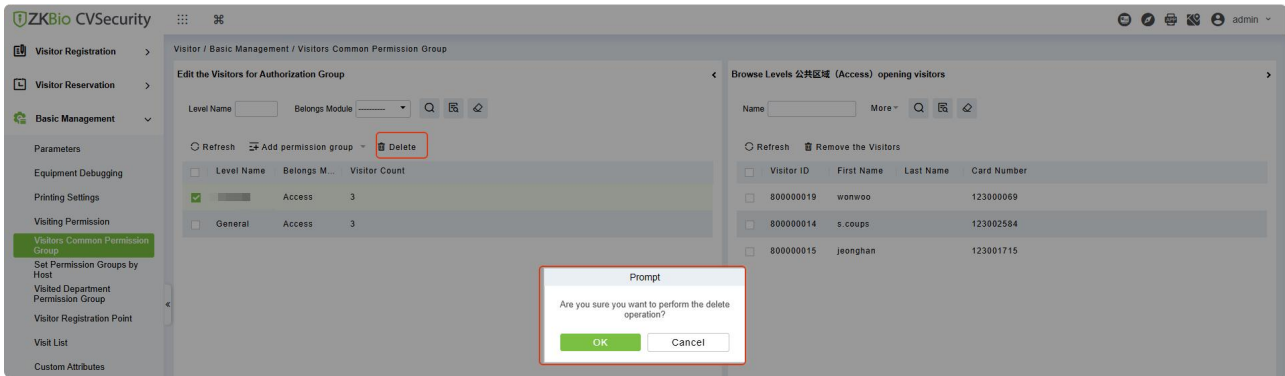 ZKBio CVSecurity
admin
Visitor Registration
Visitor Reservation
Basic Management
Parameters
Equipment Debugging
Printing Settings
Visiting Permission
Visitors Common Permission
Group
Set Permission Groups by
Host
Visited Department
Permission Group
Visitor Registration Point
Visit List
Custom Attributes
Visitor / Basic Management / Visitors Common Permission Group
Edit the Visitors for Authorization Group
Level Name Belongs Module ---------
Refresh Add permission group Delete
Level Name Belongs M... Visitor Count
Access 3
General Access 3
Browse Levels 公共区域（Access）opening visitors
Name More
Refresh Remove the Visitors
Visitor ID First Name Last Name Card Number
800000019 wonwoo 123000069
800000014 s.coups 123002584
800000015 jeonghan 123001715
Prompt
Are you sure you want to perform the delete
operation?
OK Cancel